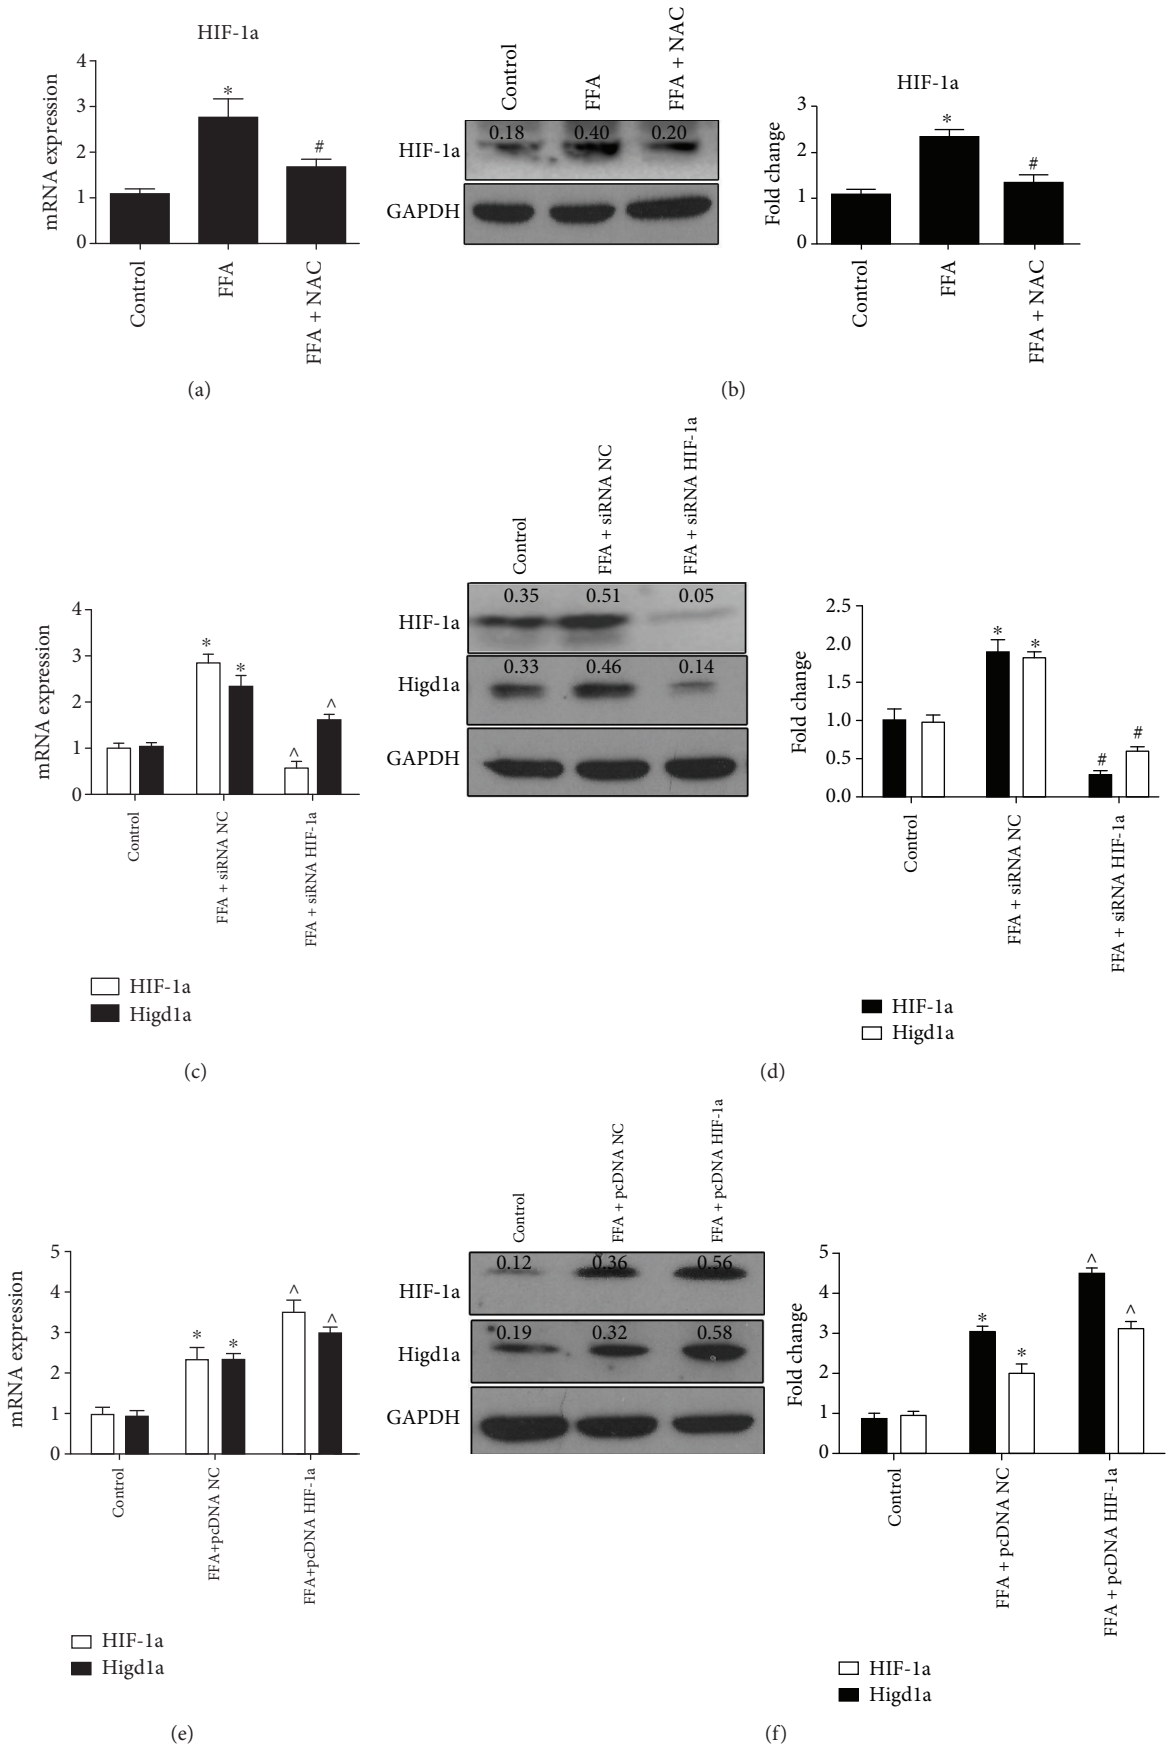 HIF-1a
mRNA expression
4
3
2
1
0
*
#
Control
FFA
FFA + NAC
(a)
Control
FFA
FFA + NAC
HIF-1a
0.18 0.40 0.20
GAPDH
HIF-1a
Fold change
3
2
1
0
*
#
Control
FFA
FFA + NAC
(b)
mRNA expression
4
3
2
1
0
*
*
^
^
Control
FFA + siRNA NC
FFA + siRNA HIF-1a
HIF-1a
Higd1a
(c)
Control
FFA + siRNA NC
FFA + siRNA HIF-1a
HIF-1a
0.35 0.51 0.05
Higd1a
0.33 0.46 0.14
GAPDH
Fold change
2.5
2.0
1.5
1.0
0.5
0.0
*
*
#
#
Control
FFA + siRNA NC
FFA + siRNA HIF-1a
HIF-1a
Higd1a
(d)
mRNA expression
5
4
3
2
1
0
*
*
^
^
Control
FFA+pcDNA NC
FFA+pcDNA HIF-1a
HIF-1a
Higd1a
(e)
Control
FFA + pcDNA NC
FFA + pcDNA HIF-1a
HIF-1a
0.12 0.36 0.56
Higd1a
0.19 0.32 0.58
GAPDH
Fold change
5
4
3
2
1
0
*
*
^
^
Control
FFA + pcDNA NC
FFA + pcDNA HIF-1a
HIF-1a
Higd1a
(f)